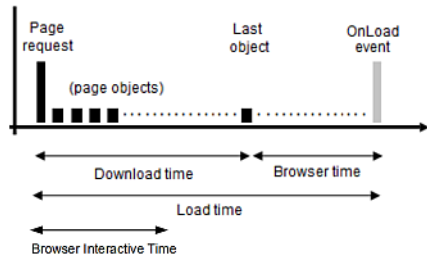 Page
request
Last
object
OnLoad
event
(page objects)
Download time
Browser time
Load time
Browser Interactive Time